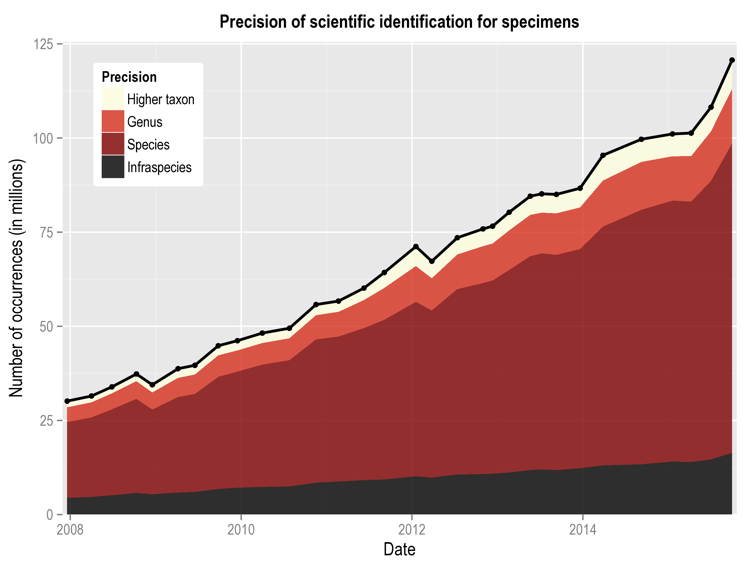 Precision of scientific identification for specimens
125
100
75
50
25
0
Number of occurrences (in millions)
Precision
Higher taxon
Genus
Species
Infraspecies
2008
2010
2012
2014
Date